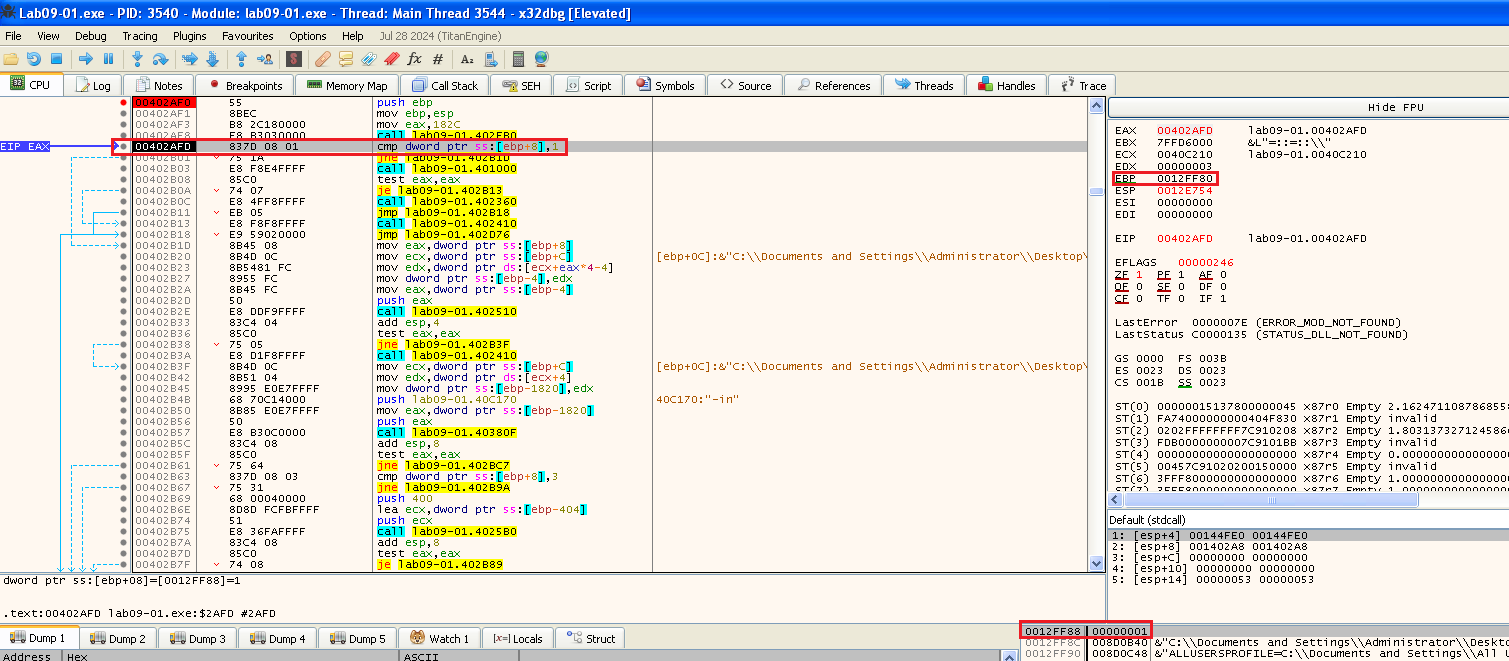 Lab09-01.exe - PID: 3540 - Module: lab09-01.exe - Thread: Main Thread 3544 - x32dbg [Elevated]
File View Debug Tracing Plugins Favourites Options Help Jul 28 2024 (TitanEngine)
CPU Log Notes Breakpoints Memory Map Call Stack SEH Script Symbols Source References Threads Handles Trace
00402AF0 55 push ebp
00402AF1 8BEC mov ebp,esp
00402AF3 B8 2C180000 mov eax,182C
00402AF8 E8 B3030000 call lab09-01.402EB0
EIP EAX 00402AFD 837D 08 01 cmp dword ptr ss:[ebp+8],1
00402B01 75 1A jne lab09-01.402B1D
00402B03 E8 F8E4FFFF call lab09-01.401000
00402B08 85C0 test eax,eax
00402B0A 74 07 je lab09-01.402B13
00402B0C E8 4FF8FFFF call lab09-01.402360
00402B11 EB 05 jmp lab09-01.402B18
00402B13 E8 F8F8FFFF call lab09-01.402410
00402B18 E9 59020000 jmp lab09-01.402D76
00402B1D 8B45 08 mov eax,dword ptr ss:[ebp+8]
00402B20 8B4D 0C mov ecx,dword ptr ss:[ebp+C] [ebp+0C]:&"C:\\Documents and Settings\\Administrator\\Desktop\
00402B23 8B5481 FC mov edx,dword ptr ds:[ecx+eax*4-4]
00402B27 8955 FC mov dword ptr ss:[ebp-4],edx
00402B2A 8B45 FC mov eax,dword ptr ss:[ebp-4]
00402B2D 50 push eax
00402B2E E8 DDF9FFFF call lab09-01.402510
00402B33 83C4 04 add esp,4
00402B36 85C0 test eax,eax
00402B38 75 05 jne lab09-01.402B3F
00402B3A E8 D1F8FFFF call lab09-01.402410
00402B3F 8B4D 0C mov ecx,dword ptr ss:[ebp+C] [ebp+0C]:&"C:\\Documents and Settings\\Administrator\\Desktop\
00402B42 8B51 04 mov edx,dword ptr ds:[ecx+4]
00402B45 8995 E0E7FFFF mov dword ptr ss:[ebp-1820],edx
00402B4B 68 70C14000 push lab09-01.40C170 40C170:"-in"
00402B50 8B85 E0E7FFFF mov eax,dword ptr ss:[ebp-1820]
00402B56 50 push eax
00402B57 E8 B30C0000 call lab09-01.40380F
00402B5C 83C4 08 add esp,8
00402B5F 85C0 test eax,eax
00402B61 75 64 jne lab09-01.402BC7
00402B63 837D 08 03 cmp dword ptr ss:[ebp+8],3
00402B67 75 31 jne lab09-01.402B9A
00402B69 68 00040000 push 400
00402B6E 8D8D FCFBFFFF lea ecx,dword ptr ss:[ebp-404]
00402B74 51 push ecx
00402B75 E8 36FAFFFF call lab09-01.4025B0
00402B7A 83C4 08 add esp,8
00402B7D 85C0 test eax,eax
00402B7F 74 08 je lab09-01.402B89
dword ptr ss:[ebp+08]=[0012FF88]=1
.text:00402AFD lab09-01.exe:$2AFD #2AFD
Hide FPU
EAX 00402AFD lab09-01.00402AFD
EBX 7FFD6000 &L"=::=::\\"
ECX 0040C210 lab09-01.0040C210
EDX 00000003
EBP 0012FF80
ESP 0012E754
ESI 00000000
EDI 00000000
EIP 00402AFD lab09-01.00402AFD
EFLAGS 00000246
ZF 1 PF 1 AF 0
OF 0 SF 0 DF 0
CF 0 TF 0 IF 1
LastError 0000007E (ERROR_MOD_NOT_FOUND)
LastStatus C0000135 (STATUS_DLL_NOT_FOUND)
GS 0000 FS 003B
ES 0023 DS 0023
CS 001B SS 0023
ST(0) 00000015137800000045 x87r0 Empty 2.162471108786855
ST(1) FA74000000000404F830 x87r1 Empty invalid
ST(2) 0202FFFFFFFF7C910208 x87r2 Empty 1.803137327124586
ST(3) FDB0000000007C9101BB x87r3 Empty invalid
ST(4) 00000000000000000000 x87r4 Empty 0.00000000000000
ST(5) 00457C91020200150000 x87r5 Empty invalid
ST(6) 3FFF8000000000000000 x87r6 Empty 1.00000000000000
Default (stdcall)
1: [esp+4] 00144FE0 00144FE0
2: [esp+8] 001402A8 001402A8
3: [esp+C] 00000000 00000000
4: [esp+10] 00000000 00000000
5: [esp+14] 00000053 00000053
Dump 1 Dump 2 Dump 3 Dump 4 Dump 5 Watch 1 Locals Struct
Address Hex ASCII
0012FF88 00000001
0012FF8C 008D0B40 &"C:\\Documents and Settings\\Administrator\\Deskto
0012FF90 008D0C48 &"ALLUSERSPROFILE=C:\\Documents and Settings\\All U